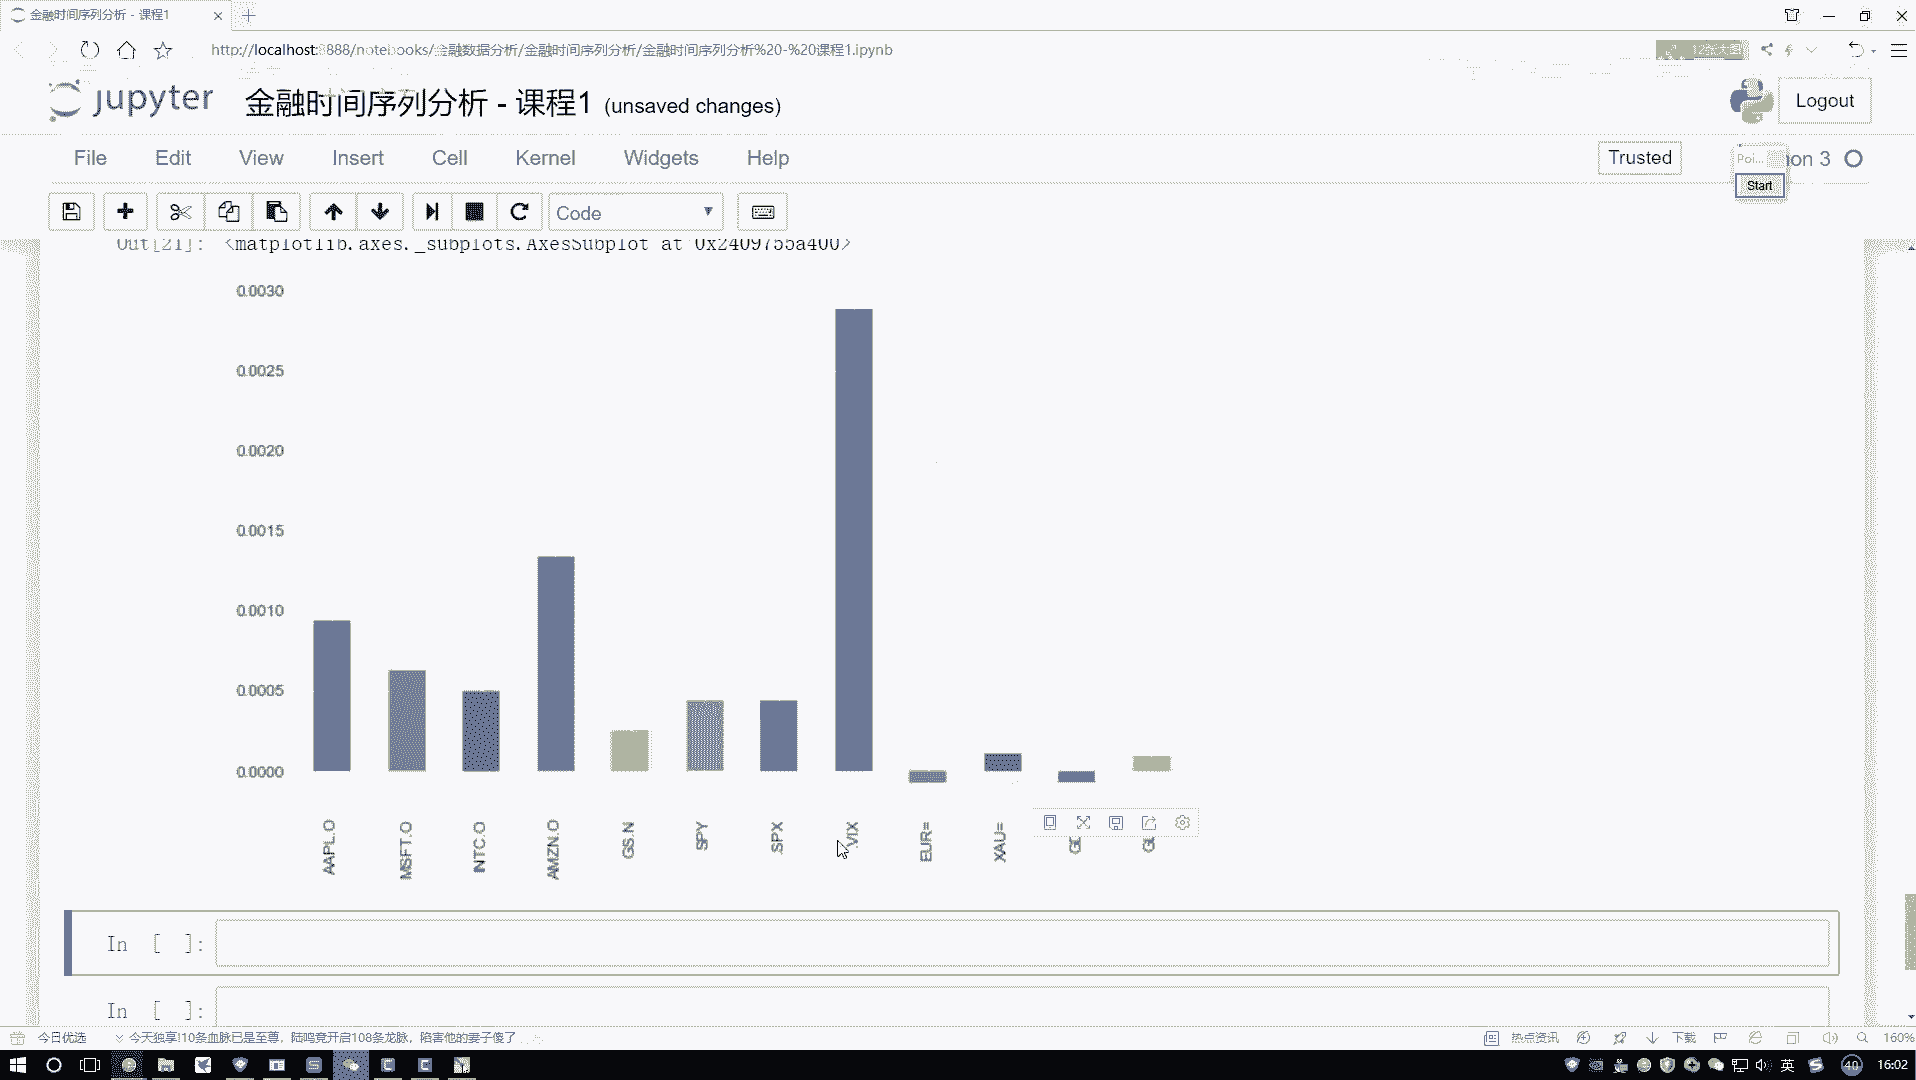 金融时间序列分析 - 课程1
http://localhost:8888/notebooks/金融数据分析/金融时间序列分析/金融时间序列分析%20-%20课程1.ipynb
12张大图
jupyter 金融时间序列分析 - 课程1 (unsaved changes)
Logout
File Edit View Insert Cell Kernel Widgets Help
Trusted
Poi... on 3
Start
Code
Out[21]: <matplotlib.axes._subplots.AxesSubplot at 0x2409755a400>
0.0030
0.0025
0.0020
0.0015
0.0010
0.0005
0.0000
AAPL.O MSFT.O INTC.O AMZN.O GS.N SPY .SPX .VIX EUR= XAU=
In [ ]:
In [ ]:
今日优选 今天独享!10条血脉已是至尊，陆鸣竟开启108条龙脉，陷害他的妻子傻了
热点资讯 下载 160%
英 40 16:02